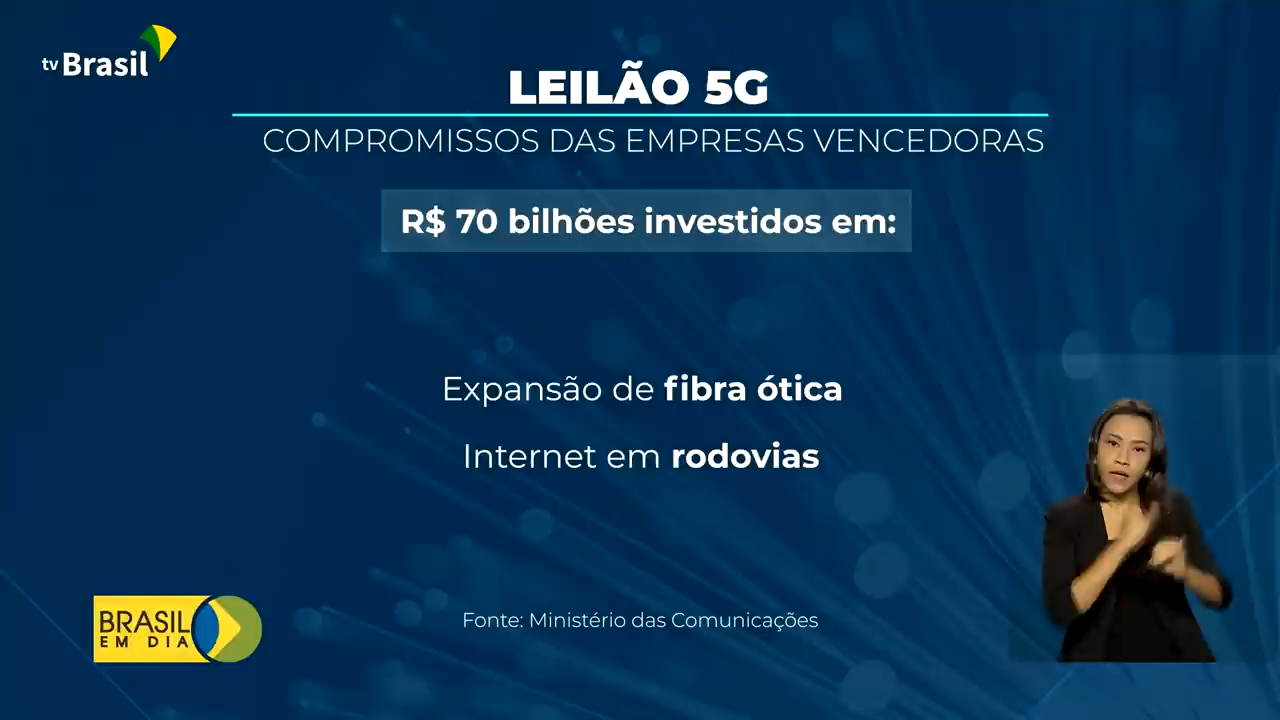 tv Brasil
LEILÃO 5G
COMPROMISSOS DAS EMPRESAS VENCEDORAS
R$ 70 bilhões investidos em:
Expansão de fibra ótica
Internet em rodovias
Fonte: Ministério das Comunicações
BRASIL
EM DIA